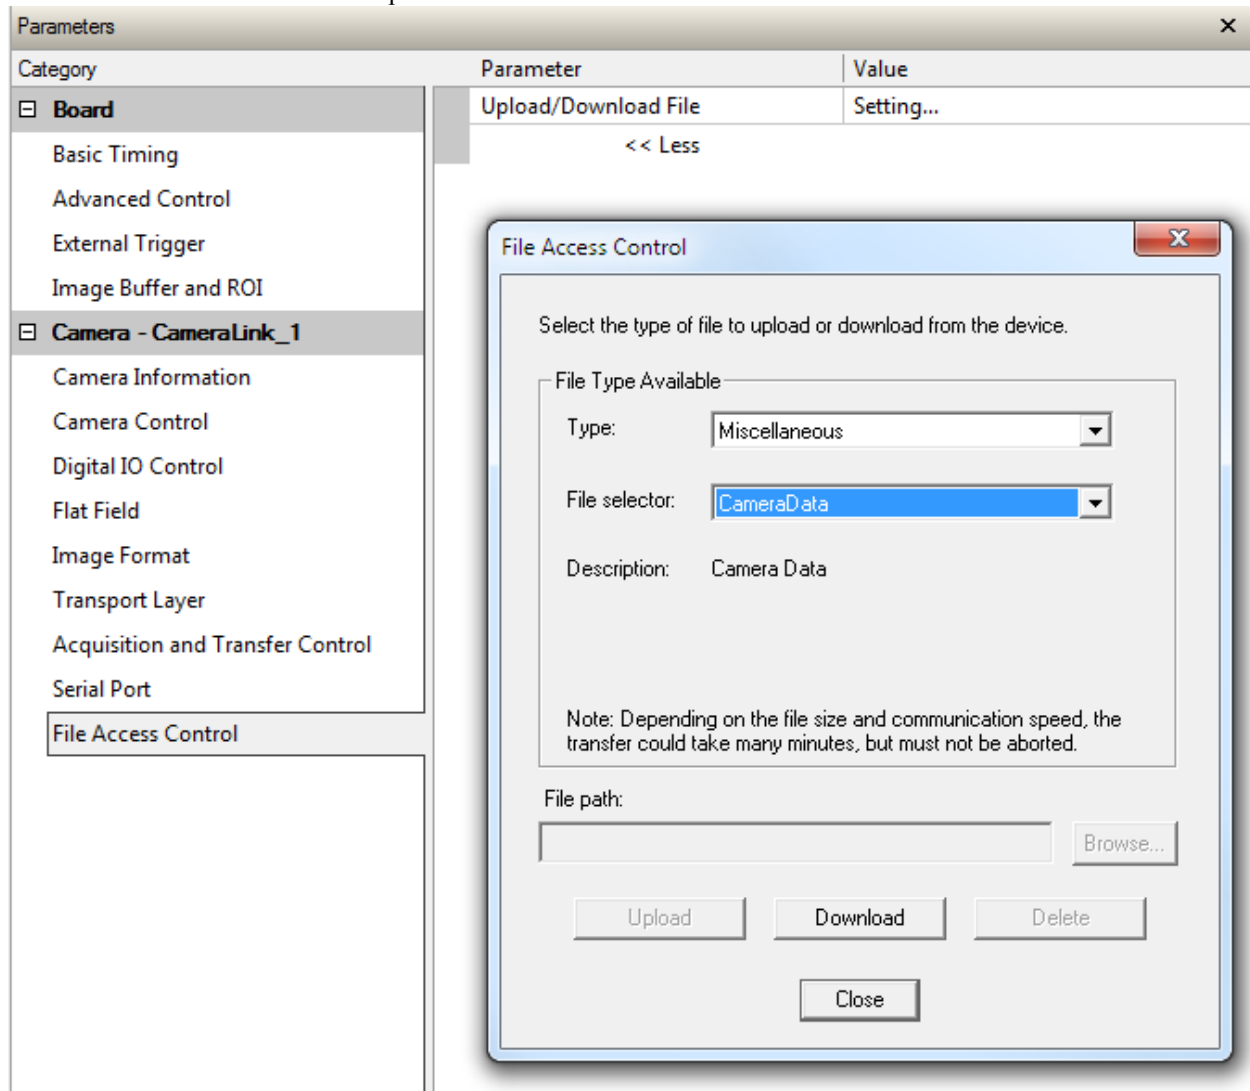 Parameters
Category
Parameter Value
Board
Upload/Download File Setting...
<< Less
Basic Timing
Advanced Control
External Trigger
Image Buffer and ROI
Camera - CameraLink_1
Camera Information
Camera Control
Digital IO Control
Flat Field
Image Format
Transport Layer
Acquisition and Transfer Control
Serial Port
File Access Control
File Access Control
Select the type of file to upload or download from the device.
File Type Available
Type: Miscellaneous
File selector: CameraData
Description: Camera Data
Note: Depending on the file size and communication speed, the
transfer could take many minutes, but must not be aborted.
File path:
Browse...
Upload Download Delete
Close